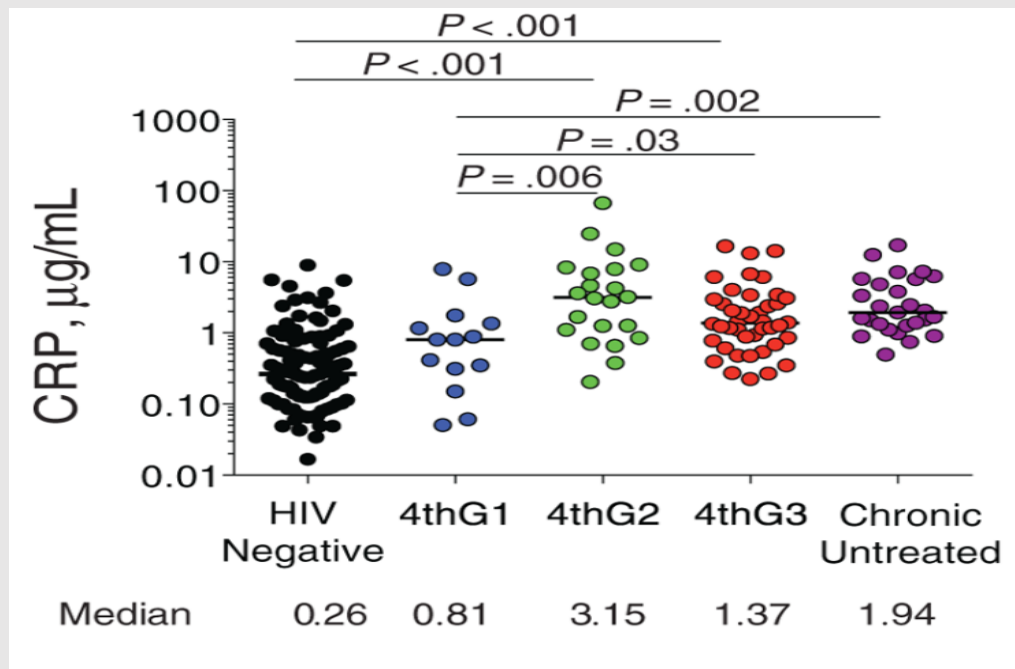 P < .001
P < .001
P = .002
P = .03
P = .006
CRP, µg/mL
1000
100
10
1
0.10
0.01
HIV Negative
4thG1
4thG2
4thG3
Chronic Untreated
Median 0.26 0.81 3.15 1.37 1.94